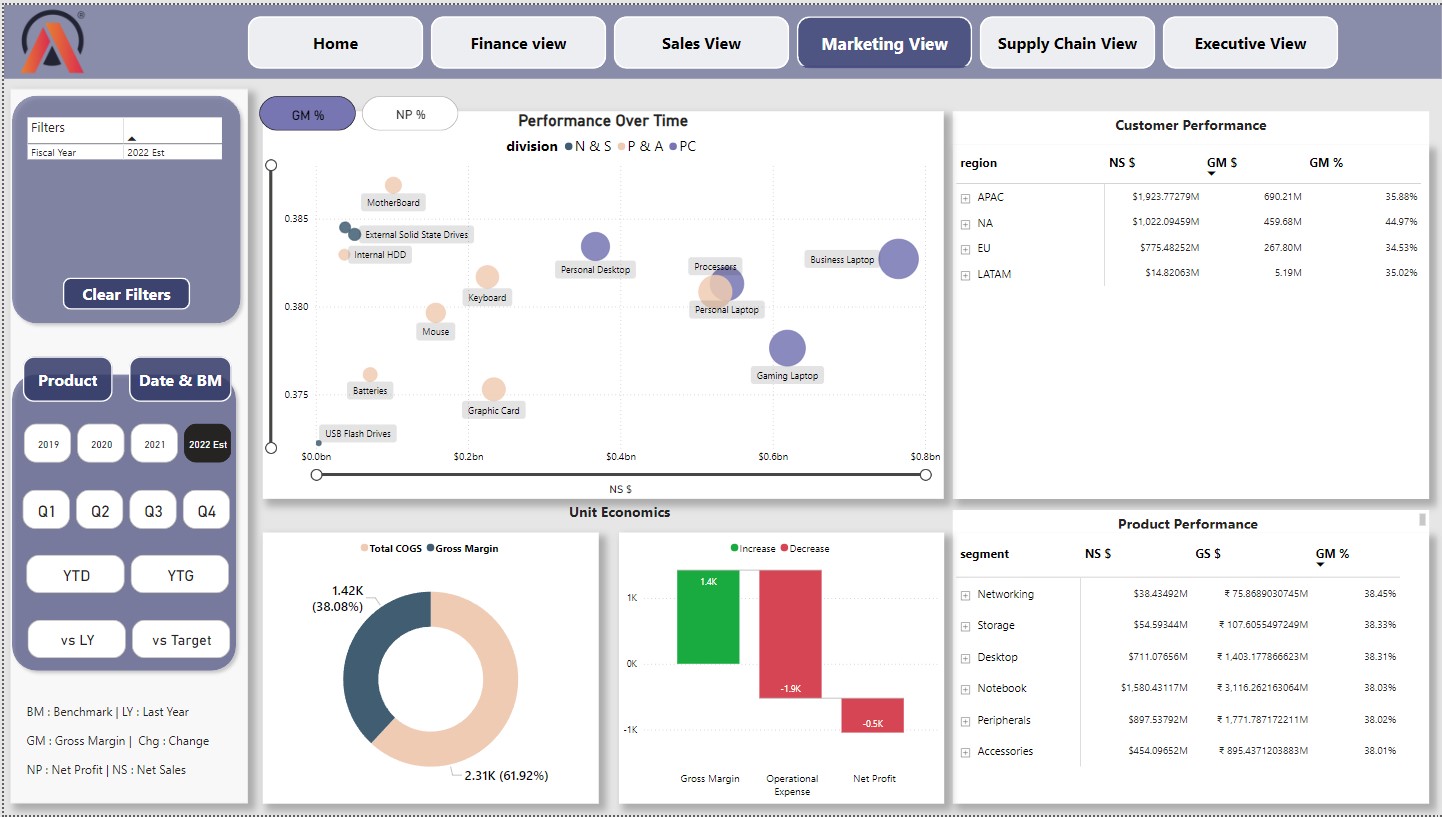 Home
Finance view
Sales View
Marketing View
Supply Chain View
Executive View
Filters
Fiscal Year 2022 Est
Clear Filters
Product
Date & BM
2019 2020 2021 2022 Est
Q1 Q2 Q3 Q4
YTD YTG
vs LY vs Target
BM : Benchmark | LY : Last Year
GM : Gross Margin | Chg : Change
NP : Net Profit | NS : Net Sales
GM %
NP %
Performance Over Time
division N & S P & A PC
0.385
0.380
0.375
MotherBoard
External Solid State Drives
Internal HDD
Personal Desktop
Business Laptop
Processors
Keyboard
Personal Laptop
Mouse
Gaming Laptop
Batteries
Graphic Card
USB Flash Drives
$0.0bn $0.2bn $0.4bn $0.6bn $0.8bn
NS $
Customer Performance
region NS $ GM $ GM %
APAC $1,923.77279M 690.21M 35.88%
NA $1,022.09459M 459.68M 44.97%
EU $775.48252M 267.80M 34.53%
LATAM $14.82063M 5.19M 35.02%
Unit Economics
Total COGS Gross Margin
1.42K
(38.08%)
2.31K (61.92%)
Increase Decrease
1K
0K
-1K
1.4K
-1.9K
-0.5K
Gross Margin
Operational
Expense
Net Profit
Product Performance
segment NS $ GS $ GM %
Networking $38.43492M ₹ 75.8689030745M 38.45%
Storage $54.59344M ₹ 107.6055497249M 38.33%
Desktop $711.07656M ₹ 1,403.177866623M 38.31%
Notebook $1,580.43117M ₹ 3,116.262163064M 38.03%
Peripherals $897.53792M ₹ 1,771.787172211M 38.02%
Accessories $454.09652M ₹ 895.4371203883M 38.01%